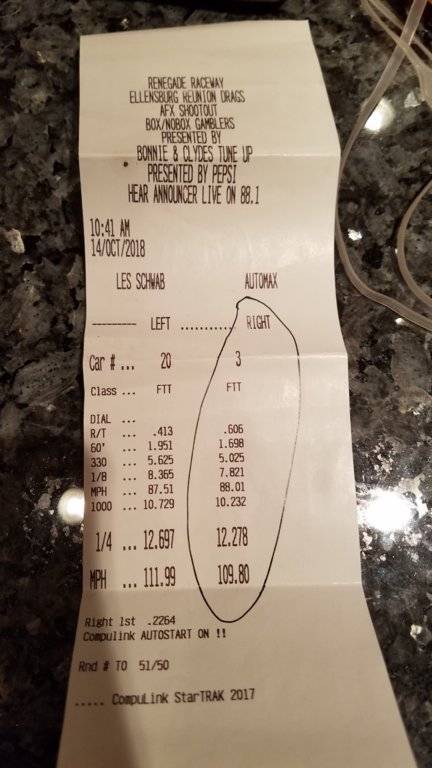 RENEGADE RACEWAY
ELLENSBURG REUNION DRAGS
AFX SHOOTOUT
BOX/NOBOX GAMBLERS
PRESENTED BY
BONNIE & CLYDES TUNE UP
PRESENTED BY PEPSI
HEAR ANNOUNCER LIVE ON 88.1
10:41 AM
14/OCT/2018
LES SCHWAB AUTOMAX
--------- LEFT ........... RIGHT
Car # ... 20 3
Class ... FTT FTT
DIAL ...
R/T ... .413 .606
60' ... 1.951 1.698
330 ... 5.625 5.025
1/8 ... 8.365 7.821
MPH ... 87.51 88.01
1000 ... 10.729 10.232
1/4 ... 12.697 12.278
MPH ... 111.99 109.80
Right 1st .2264
Compulink AUTOSTART ON !!
Rnd # TO 51/50
..... CompuLink StarTRAK 2017